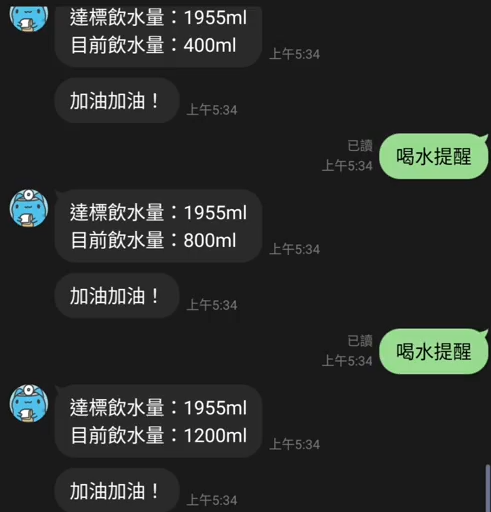 達標飲水量：1955ml
目前飲水量：400ml
上午5:34
加油加油！
上午5:34
已讀
上午5:34
喝水提醒
達標飲水量：1955ml
目前飲水量：800ml
上午5:34
加油加油！
上午5:34
已讀
上午5:34
喝水提醒
達標飲水量：1955ml
目前飲水量：1200ml
上午5:34
加油加油！
上午5:34